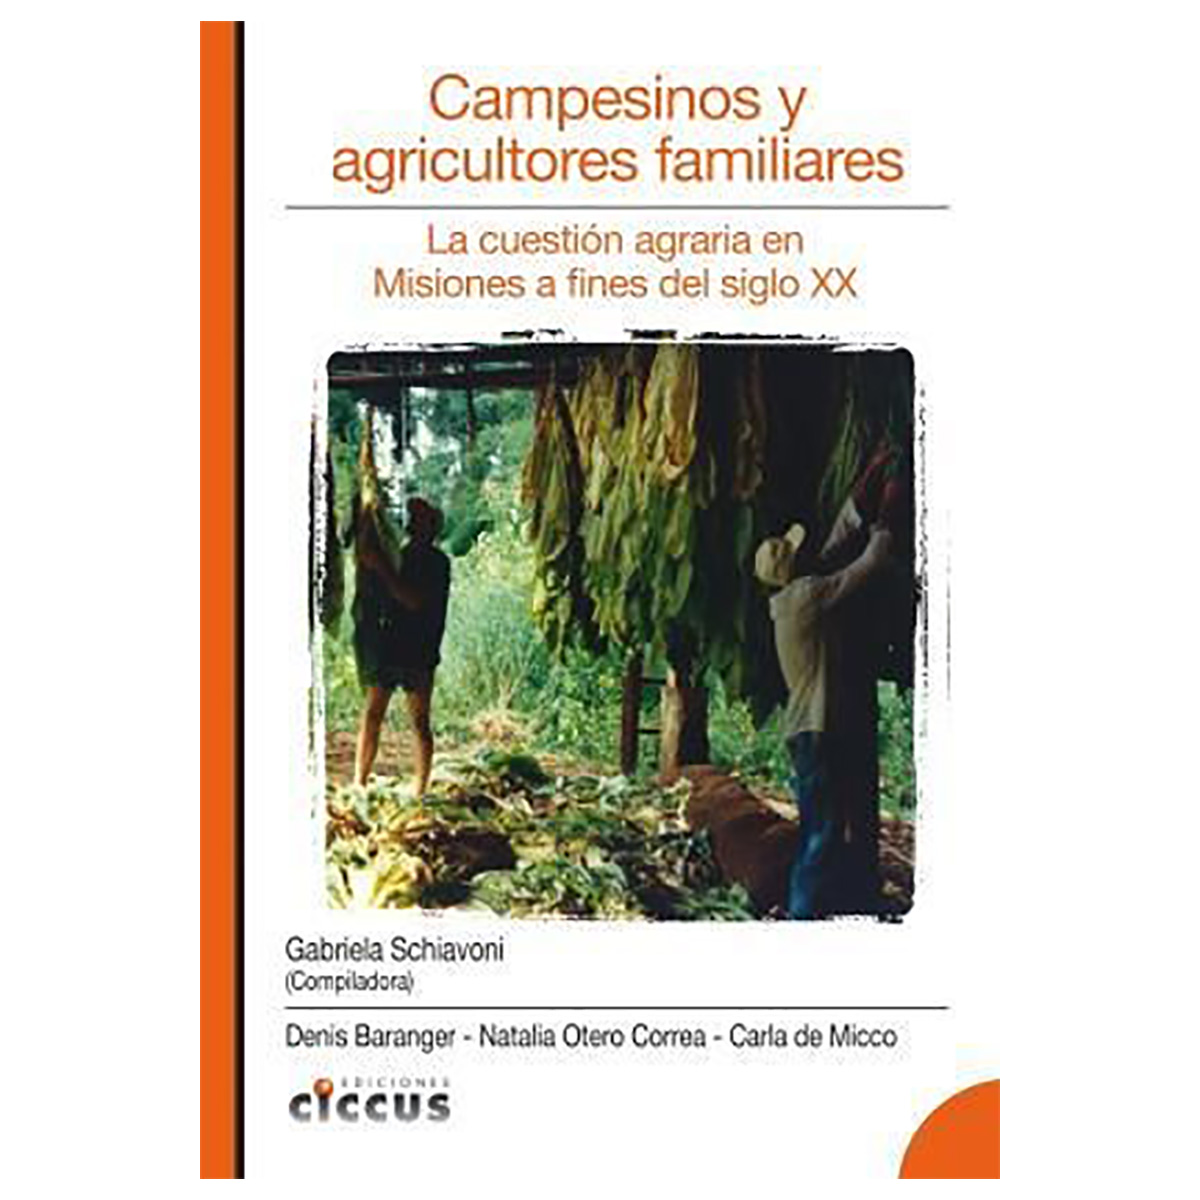 Campesinos y
agricultores familiares
La cuestión agraria en
Misiones a fines del siglo XX
Gabriela Schiavoni
(Compiladora)
Denis Baranger - Natalia Otero Correa - Carla de Micco
EDICIONES
ciccus